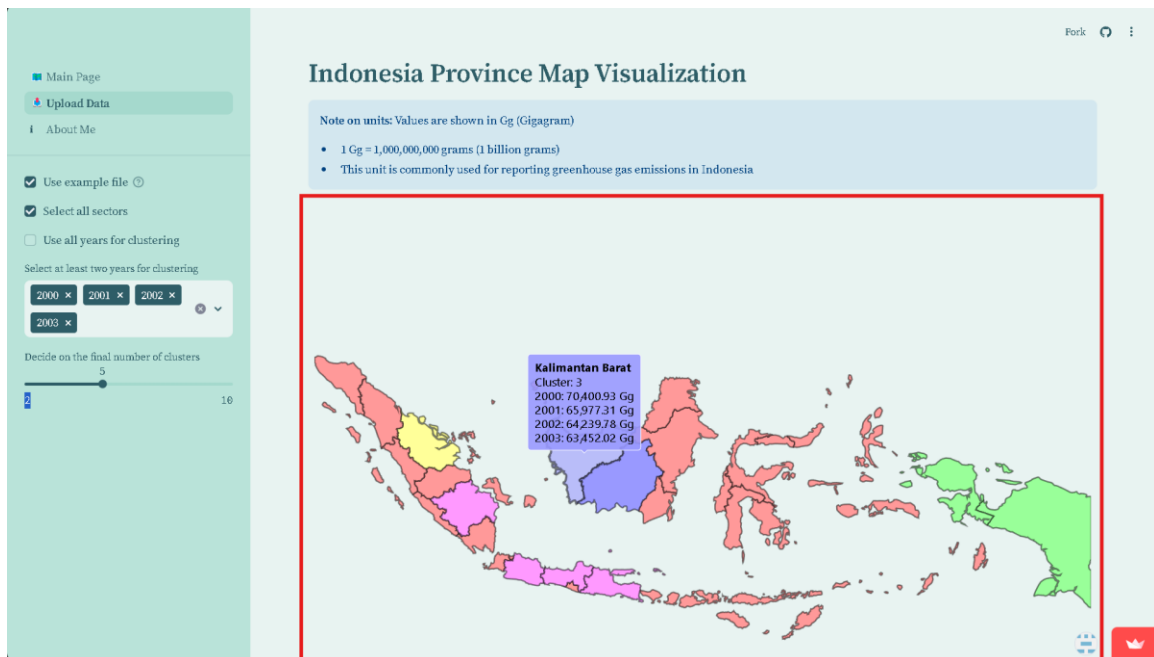 Fork
Main Page
Upload Data
About Me
Use example file
Select all sectors
Use all years for clustering
Select at least two years for clustering
2000 × 2001 × 2002 ×
2003 ×
Decide on the final number of clusters
5
2 10
Indonesia Province Map Visualization
Note on units: Values are shown in Gg (Gigagram)
• 1 Gg = 1,000,000,000 grams (1 billion grams)
• This unit is commonly used for reporting greenhouse gas emissions in Indonesia
Kalimantan Barat
Cluster: 3
2000: 70,400.93 Gg
2001: 65,977.31 Gg
2002: 64,239.78 Gg
2003: 63,452.02 Gg